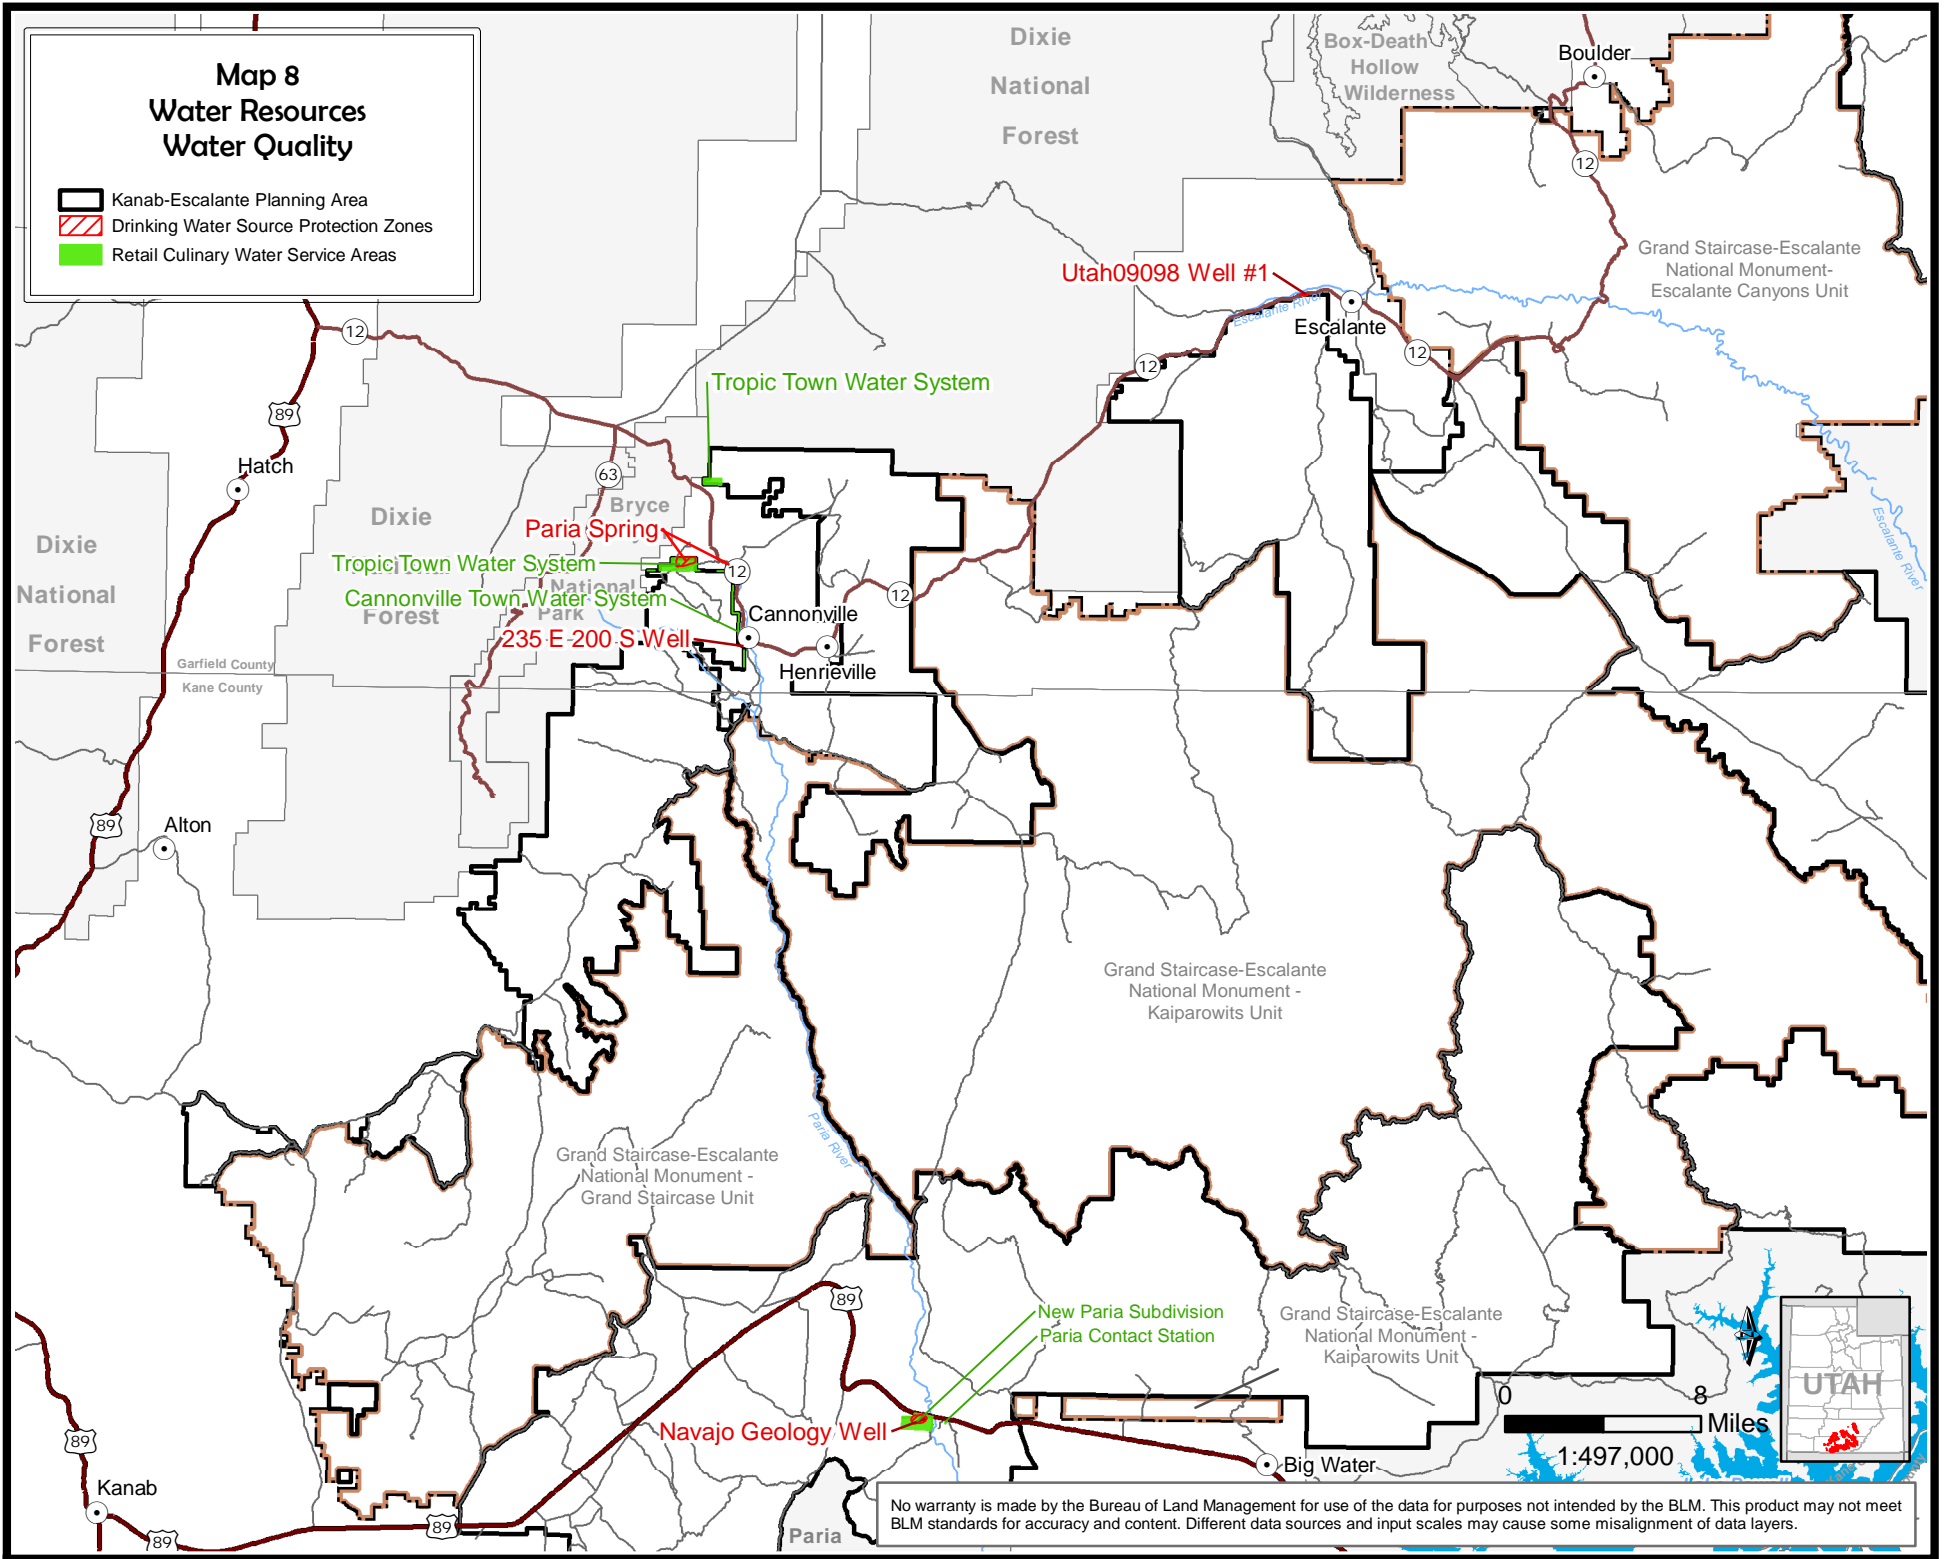 Map 8
Water Resources
Water Quality
Kanab-Escalante Planning Area
Drinking Water Source Protection Zones
Retail Culinary Water Service Areas
Dixie
National
Forest
Box-Death
Hollow
Wilderness
Boulder
12
Grand Staircase-Escalante
National Monument-
Escalante Canyons Unit
Utah09098 Well #1
Escalante River
Escalante
12
12
12
89
Tropic Town Water System
Hatch
63
Bryce
National
Park
Dixie
National
Forest
Dixie
Forest
Paria Spring
Tropic Town Water System
12
Cannonville Town Water System
12
Cannonville
235 E 200 S Well
Henrieville
Escalante River
Garfield County
Kane County
89
Alton
Grand Staircase-Escalante
National Monument -
Kaiparowits Unit
Paria River
Grand Staircase-Escalante
National Monument -
Grand Staircase Unit
89
New Paria Subdivision
Paria Contact Station
Grand Staircase-Escalante
National Monument -
Kaiparowits Unit
Navajo Geology Well
Big Water
89
Kanab
89
89
Paria
0 8
Miles
1:497,000
UTAH
No warranty is made by the Bureau of Land Management for use of the data for purposes not intended by the BLM. This product may not meet
BLM standards for accuracy and content. Different data sources and input scales may cause some misalignment of data layers.